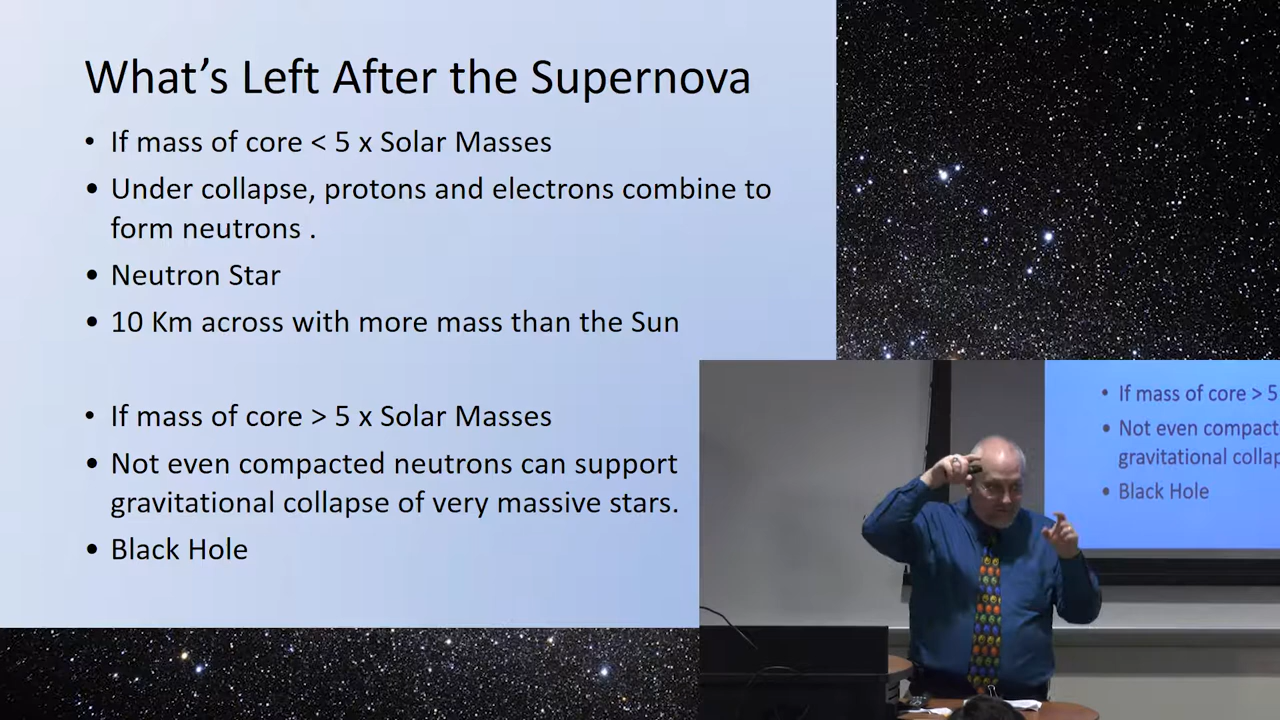 What's Left After the Supernova
• If mass of core < 5 x Solar Masses
• Under collapse, protons and electrons combine to
form neutrons .
• Neutron Star
• 10 Km across with more mass than the Sun
• If mass of core > 5 x Solar Masses
• Not even compacted neutrons can support
gravitational collapse of very massive stars.
• Black Hole
• If mass of core > 5
• Not even compact
gravitational collap
• Black Hole